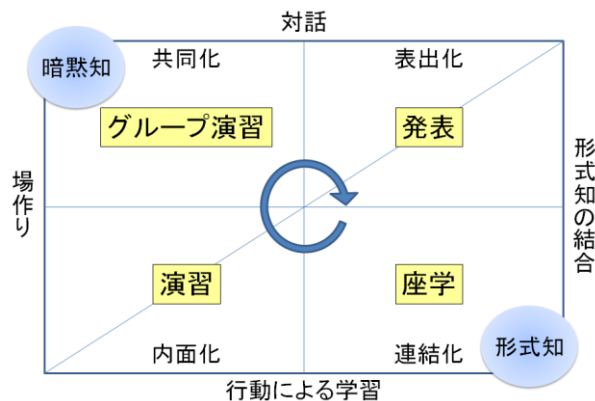 対話
暗黙知
共同化
表出化
グループ演習
発表
場作り
形式知の結合
演習
座学
内面化
連結化
形式知
行動による学習